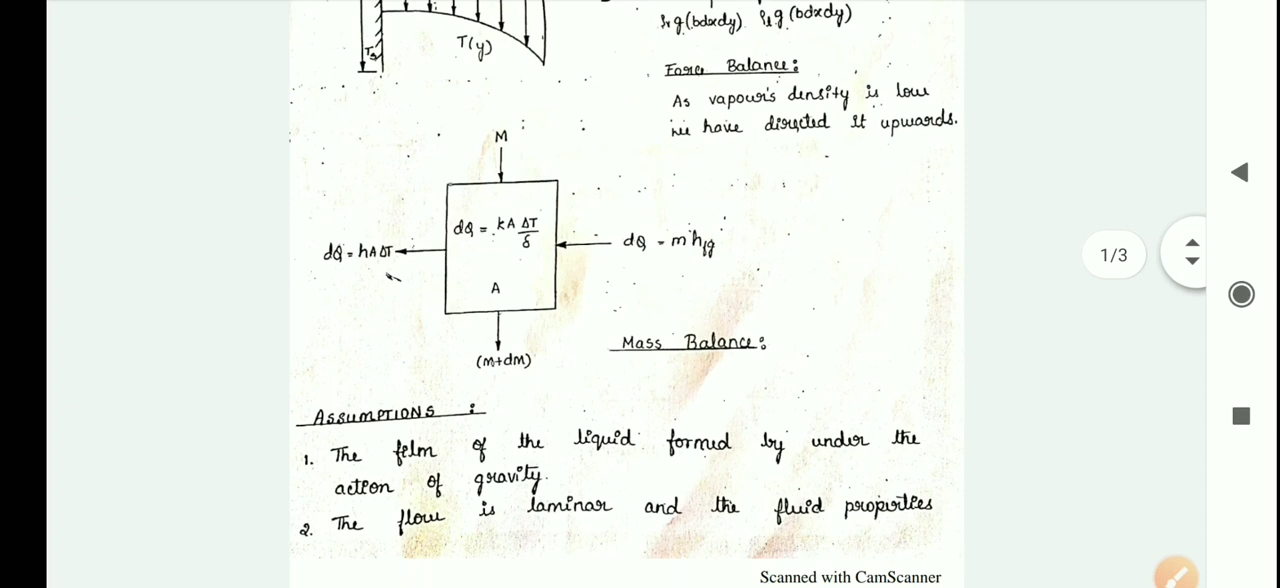 ρv g(bdxdy) ρl g(bdxdy)
T(y)
Force Balance:
As vapour's density is low
we have directed it upwards.
M
dQ = kA ΔT/δ
dQ = hAΔT
dQ = m hfg
A
Mass Balance:
(m+dm)
ASSUMPTIONS :
1. The felm of the liquid formed by under the
action of gravity.
2. The flow is laminar and the fluid properties
1/3
Scanned with CamScanner